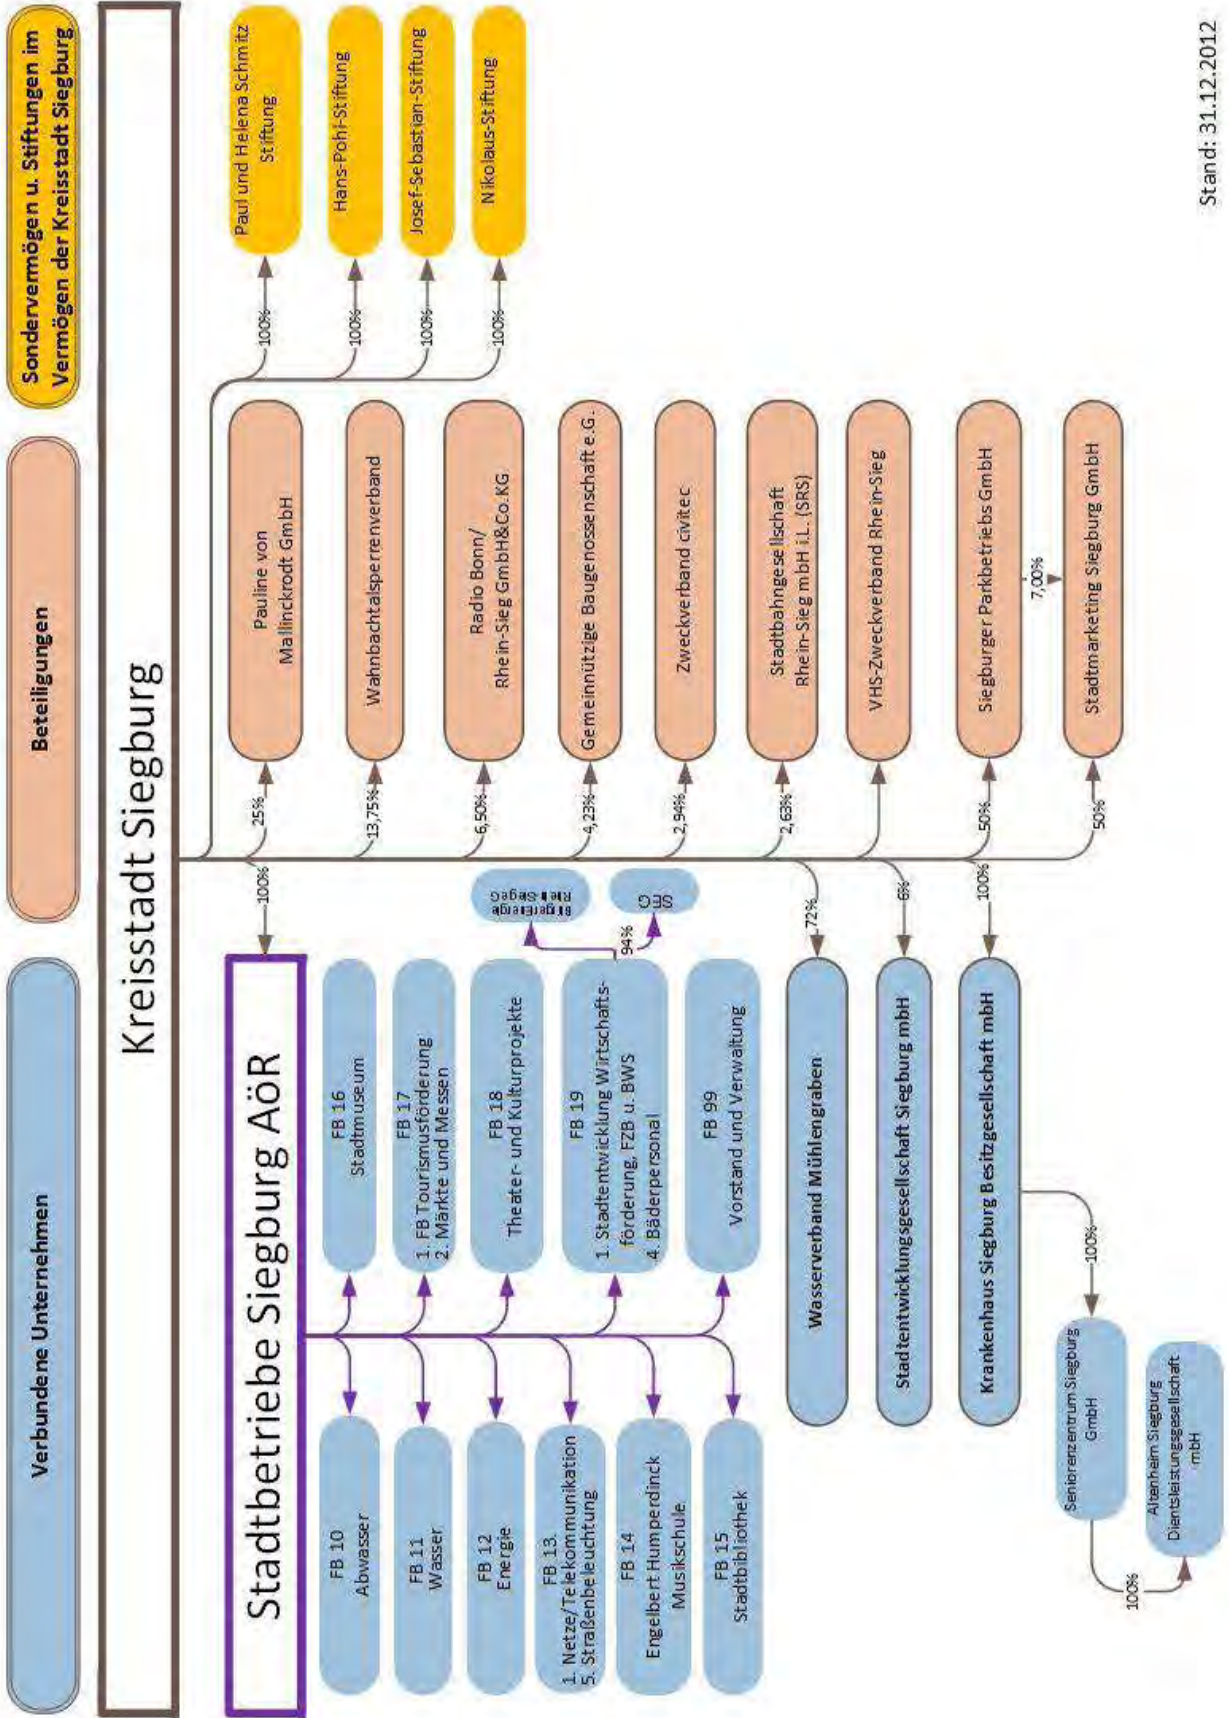 Verbundene Unternehmen
Beteiligungen
Sondervermögen u. Stiftungen im
Vermögen der Kreisstadt Siegburg
Kreisstadt Siegburg
Stadtbetriebe Siegburg AöR
100%
FB 10
Abwasser
FB 11
Wasser
FB 12
Energie
FB 13.
1. Netze/Telekommunikation
5. Straßenbeleuchtung
FB 14
Engelbert Humperdinck
Musikschule
FB 15
Stadtbibliothek
FB 16
Stadtmuseum
FB 17
1. FB Tourismusförderung
2. Märkte und Messen
FB 18
Theater- und Kulturprojekte
FB 19
1. Stadtentwicklung Wirtschafts-
förderung, FZB u. BWS
4. Bäderpersonal
FB 99
Vorstand und Verwaltung
BürgerEnergie
Rhein-Sieg eG
94%
SEG
72%
Wasserverband Mühlengraben
6%
Stadtentwicklungsgesellschaft Siegburg mbH
100%
Krankenhaus Siegburg Besitzgesellschaft mbH
100%
Seniorenzentrum Siegburg
GmbH
100%
Altenheim Siegburg
Dientsleistungsgesellschaft
mbH
25%
Pauline von
Mallinckrodt GmbH
13,75%
Wahnbachtalsperrenverband
6,50%
Radio Bonn/
Rhein-Sieg GmbH&Co.KG
4,23%
Gemeinnützige Baugenossenschaft e.G.
2,94%
Zweckverband civitec
2,63%
Stadtbahngesellschaft
Rhein-Sieg mbH i.L. (SRS)
VHS-Zweckverband Rhein-Sieg
50%
Siegburger Parkbetriebs GmbH
7,00%
50%
Stadtmarketing Siegburg GmbH
100%
Paul und Helena Schmitz
Stiftung
100%
Hans-Pohl-Stiftung
100%
Josef-Sebastian-Stiftung
100%
Nikolaus-Stiftung
Stand: 31.12.2012